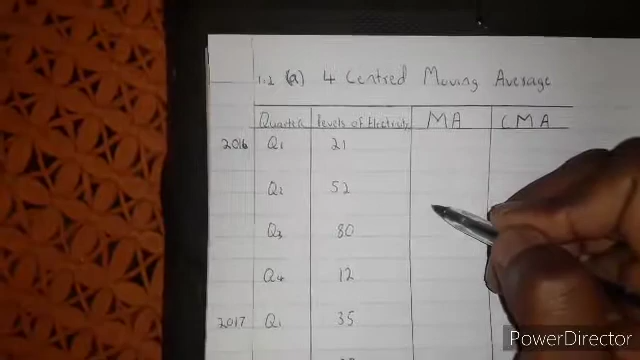 1.2 (a) 4 Centred Moving Average
Quarter Levels of Electricity MA CMA
2016 Q1 21
Q2 52
Q3 80
Q4 12
2017 Q1 35
PowerDirector